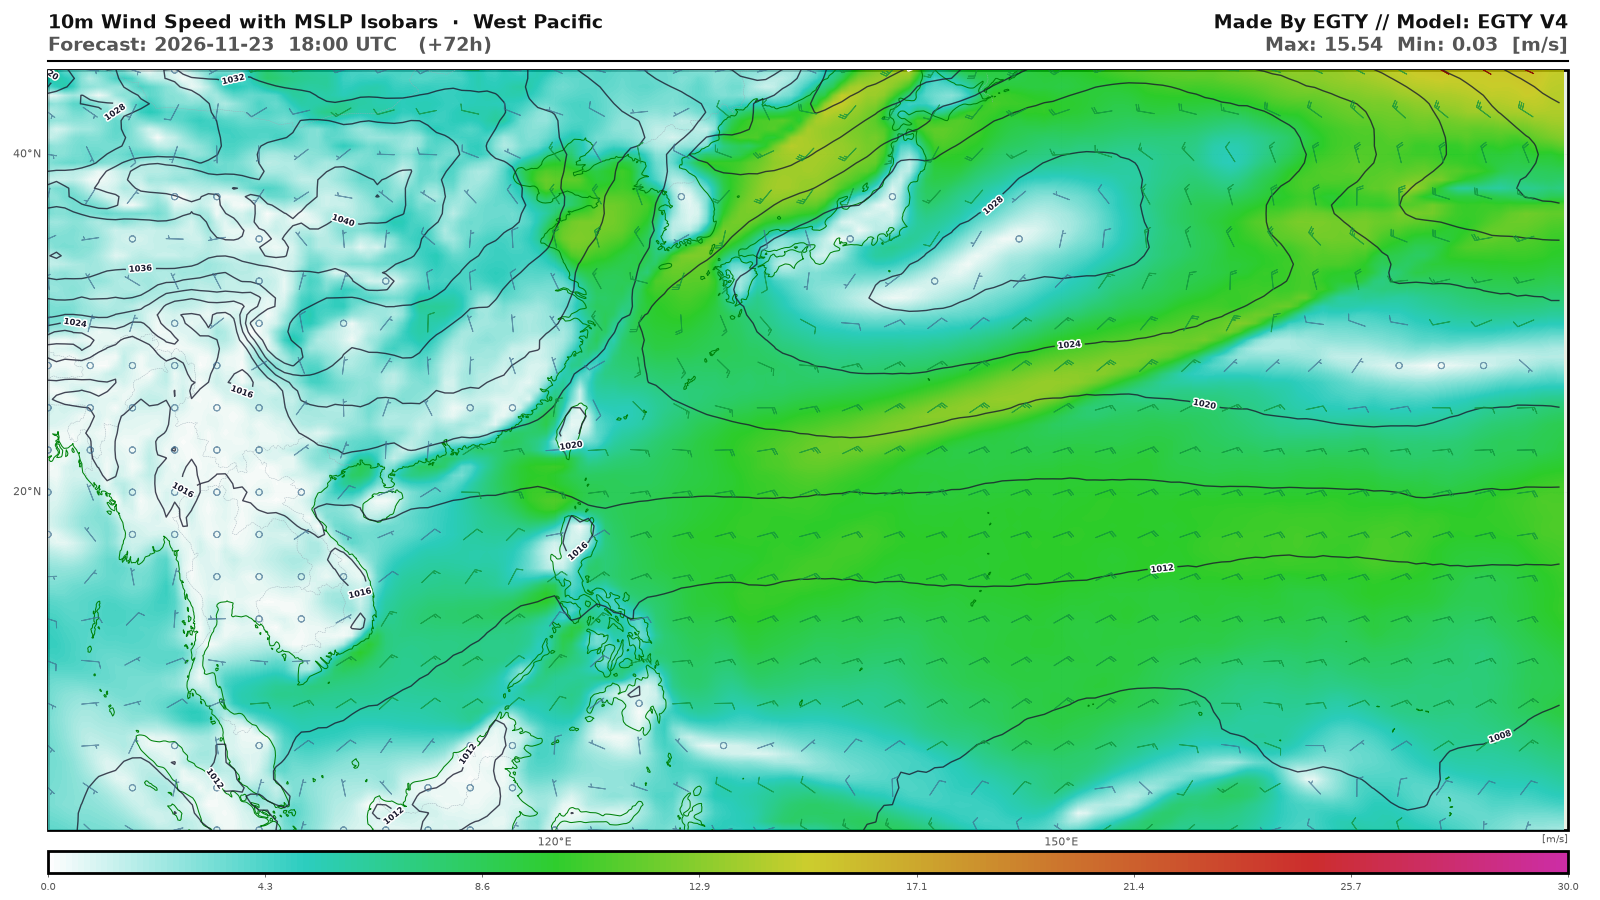 10m Wind Speed with MSLP Isobars · West Pacific
Made By EGTY // Model: EGTY V4
Forecast: 2026-11-23 18:00 UTC (+72h)
Max: 15.54 Min: 0.03 [m/s]
20
1032
1028
40°N
1028
1040
1036
1024
1024
1016
1020
1020
20°N
1016
1016
1012
1016
1008
1012
1012
1012
120°E
150°E
[m/s]
0.0 4.3 8.6 12.9 17.1 21.4 25.7 30.0